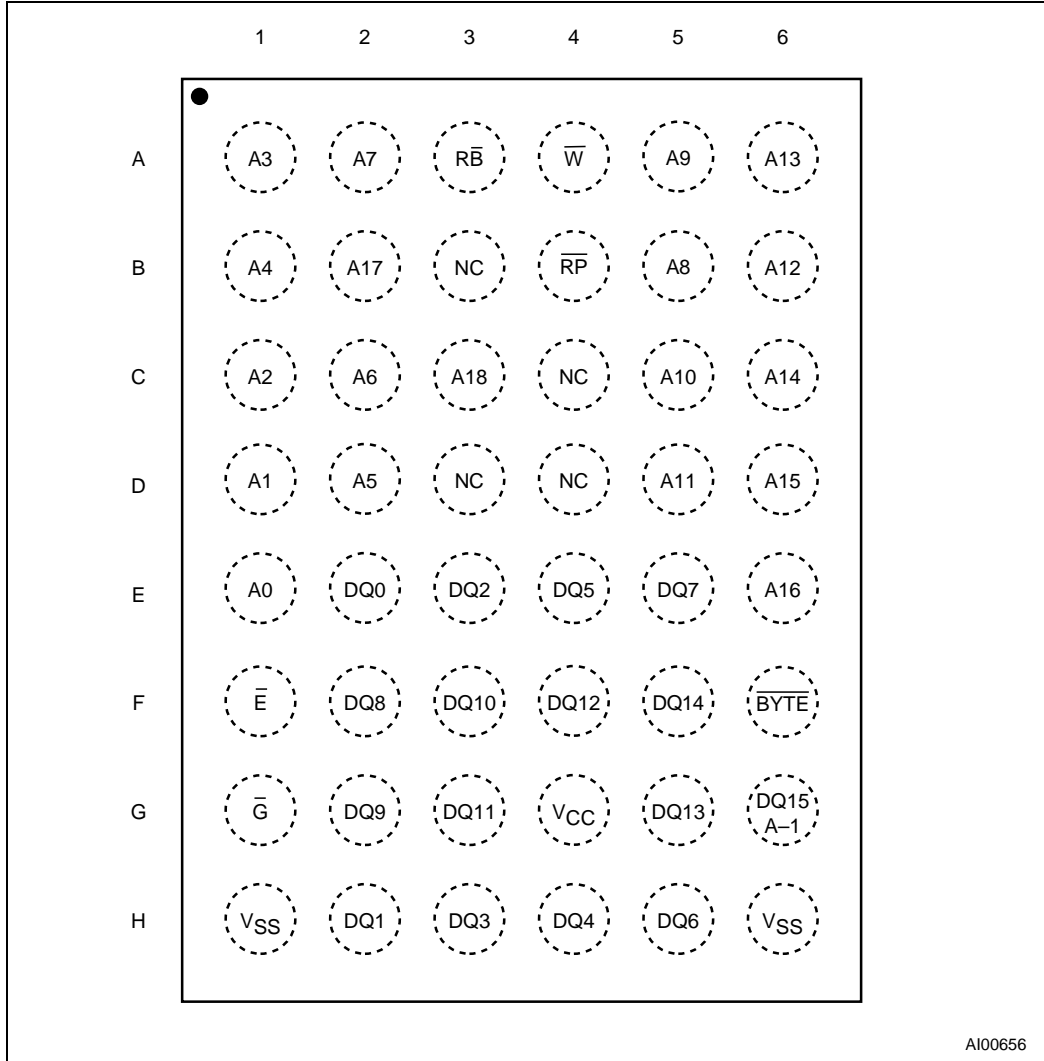 1 2 3 4 5 6
A A3 A7 RB̅ W̅ A9 A13
B A4 A17 NC R̅P̅ A8 A12
C A2 A6 A18 NC A10 A14
D A1 A5 NC NC A11 A15
E A0 DQ0 DQ2 DQ5 DQ7 A16
F E̅ DQ8 DQ10 DQ12 DQ14 B̅Y̅T̅E̅
G G̅ DQ9 DQ11 VCC DQ13 DQ15 A–1
H VSS DQ1 DQ3 DQ4 DQ6 VSS
AI00656